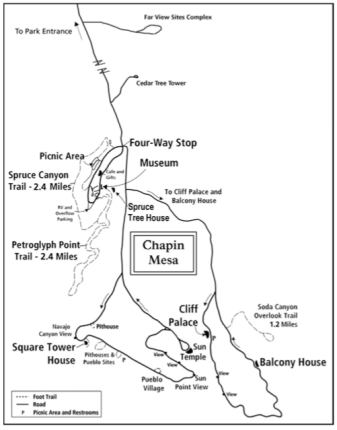 Far View Sites Complex
To Park Entrance
Cedar Tree Tower
Four-Way Stop
Picnic Area
Museum
Spruce Canyon
Trail - 2.4 Miles
Cafe and
Gifts
To Cliff Palace and
Balcony House
RV and
Overflow
Parking
Spruce
Tree House
Petroglyph Point
Trail - 2.4 Miles
Chapin
Mesa
Soda Canyon
Overlook Trail
1.2 Miles
Cliff
Palace
P
Navajo
Canyon View
Pithouse
Square Tower
House
Pithouses &
Pueblo Sites
P
View
Sun
Temple
View
View
Balcony House
Pueblo
Village
Sun
Point View
View
View
Foot Trail
Road
P Picnic Area and Restrooms